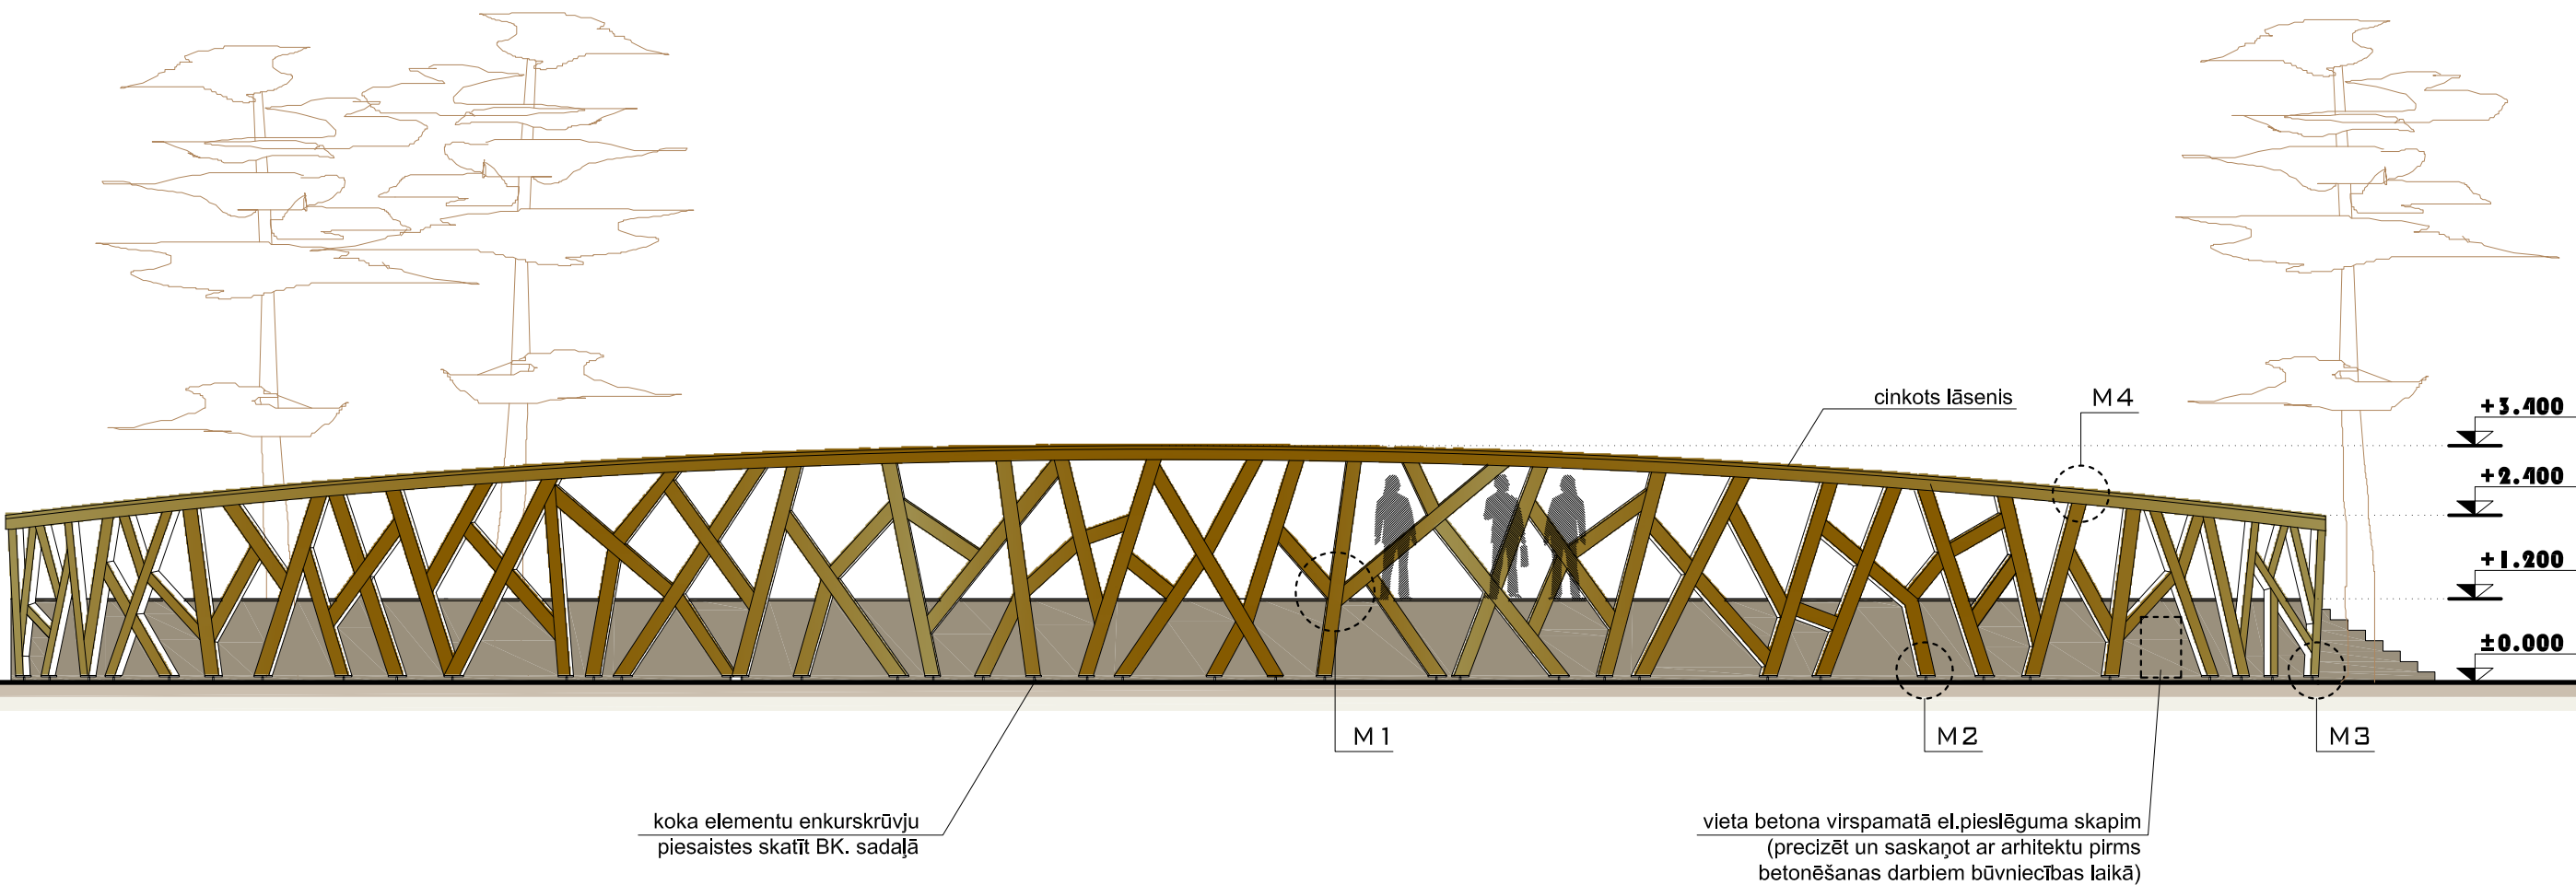 cinkots lāsenis
M4
+3.400
+2.400
+1.200
±0.000
M1
M2
M3
koka elementu enkurskrūvju
piesaistes skatīt BK. sadaļā
vieta betona virspamatā el.pieslēguma skapim
(precizēt un saskaņot ar arhitektu pirms
betonēšanas darbiem būvniecības laikā)